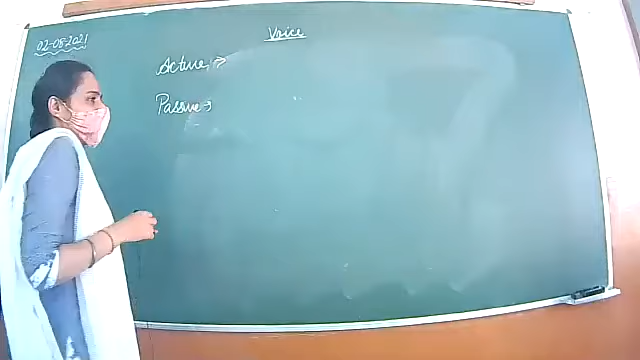 02-08-2021
Voice
Active →
Passive →